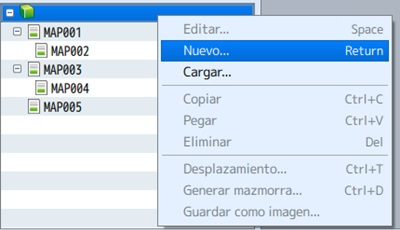 MAP001
MAP002
MAP003
MAP004
MAP005
Editar... Space
Nuevo... Return
Cargar...
Copiar Ctrl+C
Pegar Ctrl+V
Eliminar Del
Desplazamiento... Ctrl+T
Generar mazmorra... Ctrl+D
Guardar como imagen...